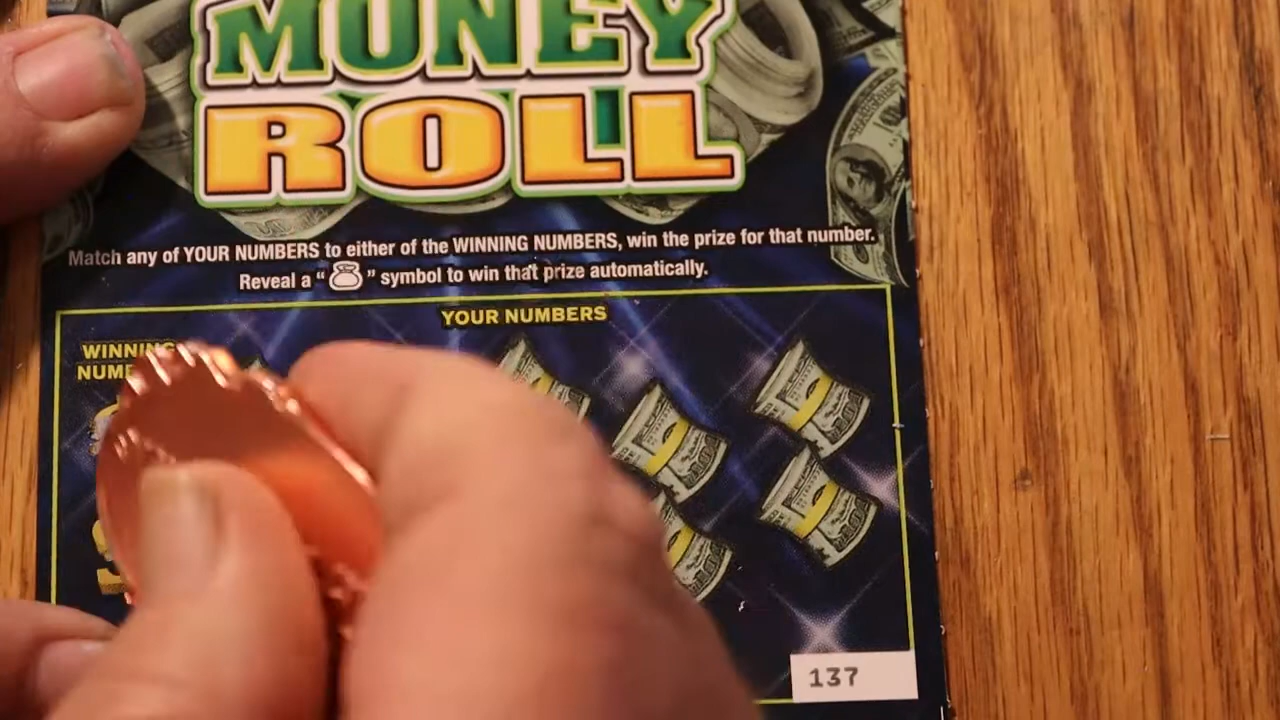 MONEY
ROLL
Match any of YOUR NUMBERS to either of the WINNING NUMBERS, win the prize for that number.
Reveal a " " symbol to win that prize automatically.
YOUR NUMBERS
WINNING
NUM
137